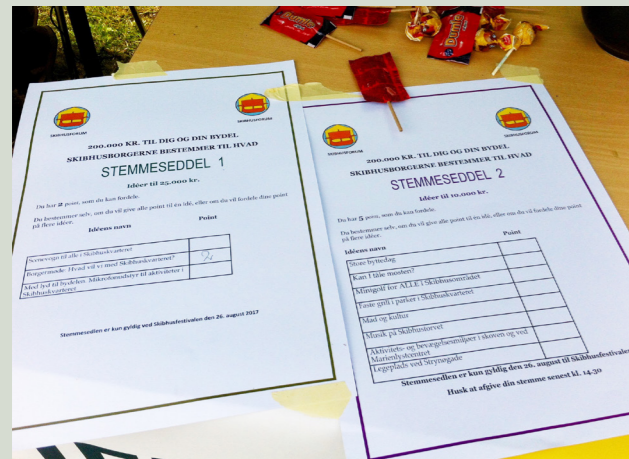 SKIBHUSFORUM
SKIBHUSFORUM
200.000 KR. TIL DIG OG DIN BYDEL
SKIBHUSBORGERNE BESTEMMER TIL HVAD
STEMMESEDDEL 1
Idéer til 25.000 kr.
Du har 2 point, som du kan fordele.
Du bestemmer selv, om du vil give alle point til én idé, eller om du vil fordele dine point
på flere idéer.
Idéens navn
Point
Scenevogn til alle i Skibhuskvarteret
Borgermøde: Hvad vil vi med Skibhuskvarteret?
Med lyd til bydelen. Mikrofonudstyr til aktiviteter i
Skibhuskvarteret
Stemmesedlen er kun gyldig ved Skibhusfestivalen den 26. august 2017
SKIBHUSFORUM
SKIBHUSFORUM
200.000 KR. TIL DIG OG DIN BYDEL
SKIBHUSBORGERNE BESTEMMER TIL HVAD
STEMMESEDDEL 2
Idéer til 10.000 kr.
Du har 5 point, som du kan fordele.
Du bestemmer selv, om du vil give alle point til én idé, eller om du vil fordele dine point
på flere idéer.
Idéens navn
Point
Store byttedag
Kan I tåle mosten?
Minigolf for ALLE i Skibhusområdet
Faste grill i parker i Skibhuskvarteret
Mad og kultur
Musik på Skibhustorvet
Aktivitets- og bevægelsesmiljøer i skoven og ved
Marienlystcentret
Legeplads ved Strynøgade
Stemmesedlen er kun gyldig den 26. august til Skibhusfestivalen
Husk at afgive din stemme senest kl. 14.30